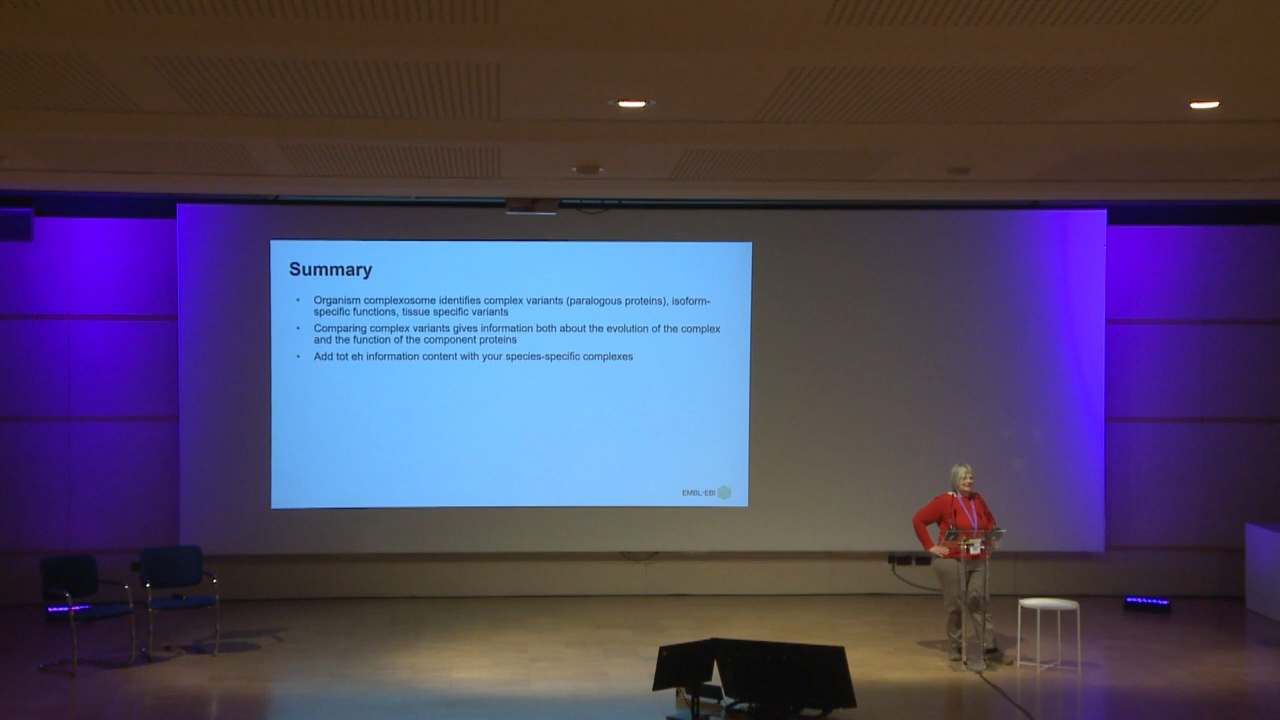 Summary
• Organism complexosome identifies complex variants (paralogous proteins), isoform-
specific functions, tissue specific variants
• Comparing complex variants gives information both about the evolution of the complex
and the function of the component proteins
• Add tot eh information content with your species-specific complexes
EMBL-EBI